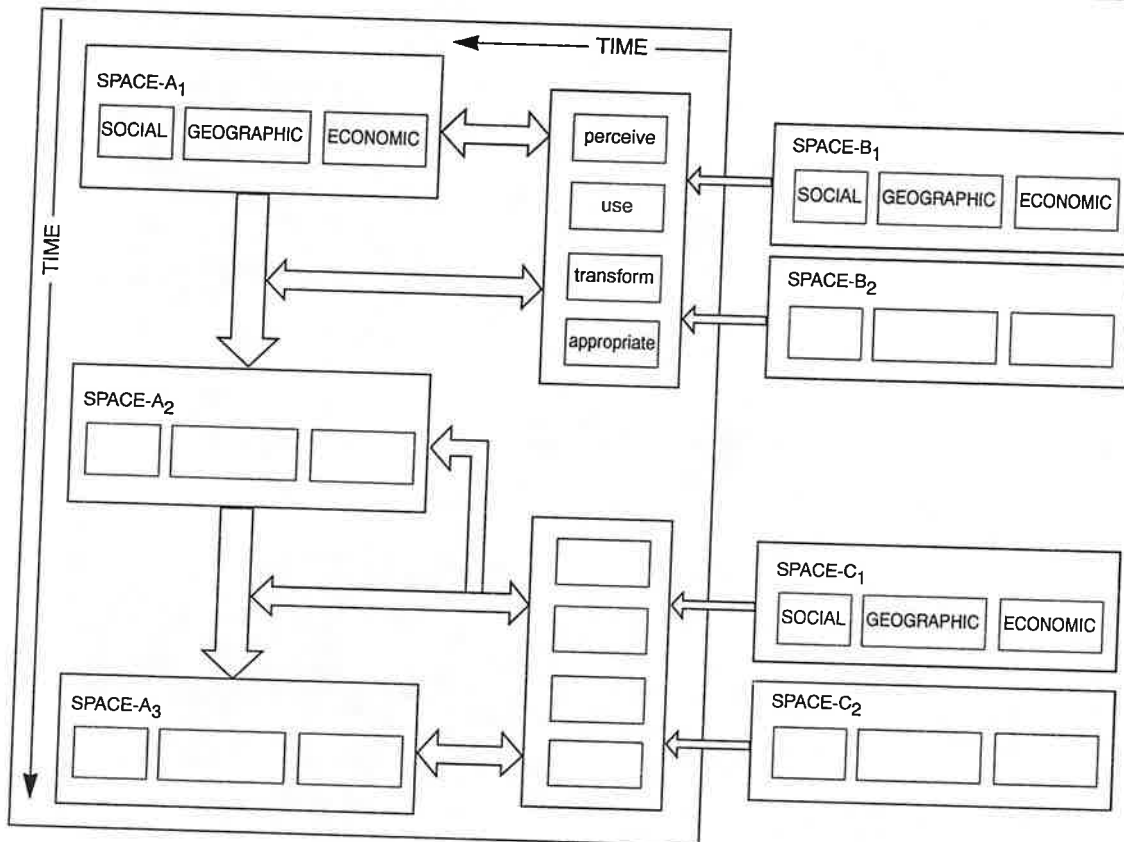 TIME
TIME
SPACE-A1
SOCIAL GEOGRAPHIC ECONOMIC
perceive
use
transform
appropriate
SPACE-B1
SOCIAL GEOGRAPHIC ECONOMIC
SPACE-B2
SPACE-A2
SPACE-C1
SOCIAL GEOGRAPHIC ECONOMIC
SPACE-A3
SPACE-C2